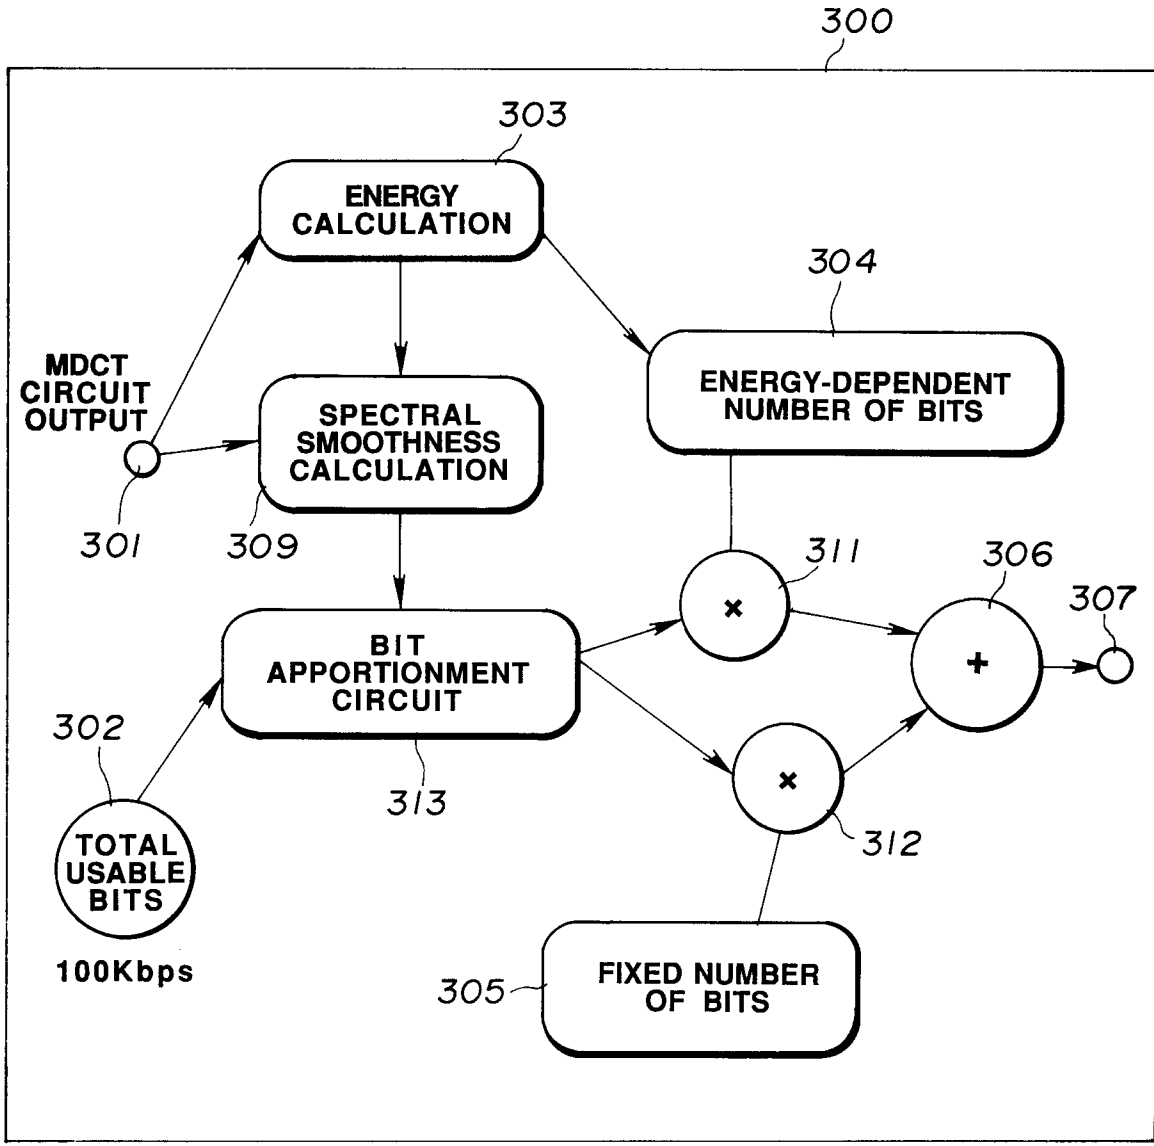 300
303
ENERGY
CALCULATION
304
ENERGY-DEPENDENT
NUMBER OF BITS
MDCT
CIRCUIT
OUTPUT
301
SPECTRAL
SMOOTHNESS
CALCULATION
309
311
×
306
+
307
BIT
APPORTIONMENT
CIRCUIT
313
302
TOTAL
USABLE
BITS
100Kbps
×
312
305
FIXED NUMBER
OF BITS